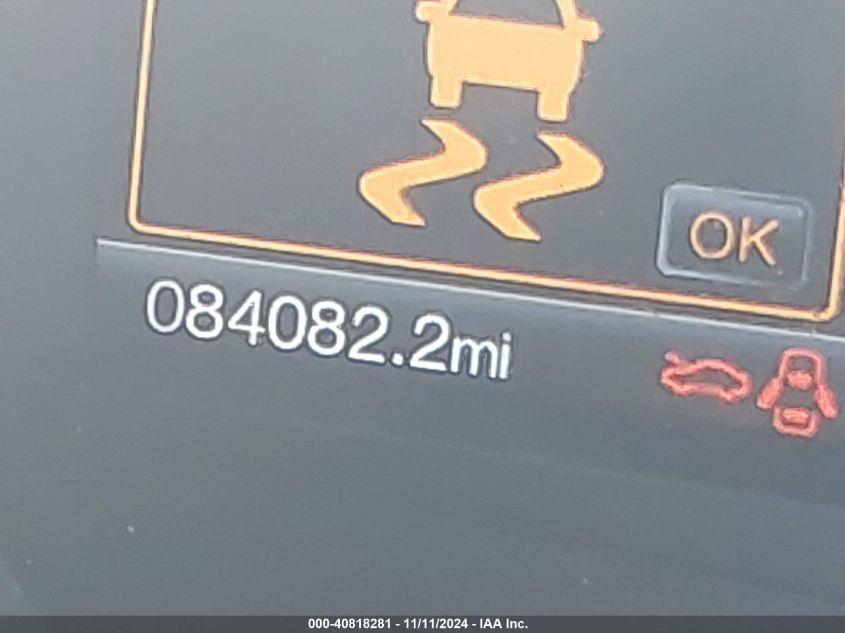 OK
084082.2mi
000-40818281 - 11/11/2024 - IAA Inc.